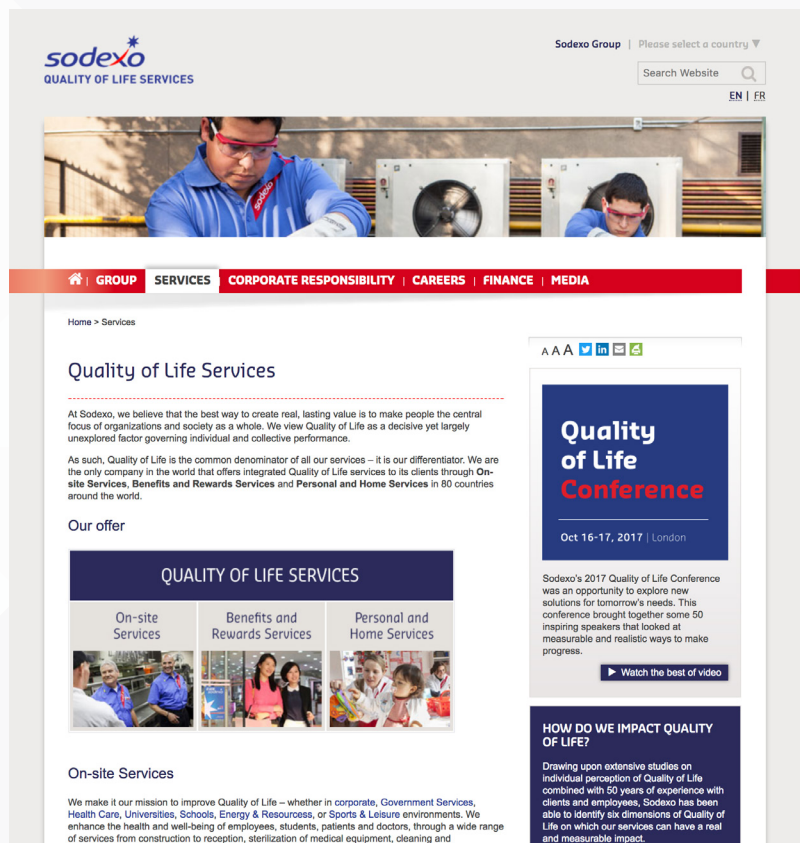 sodexo
QUALITY OF LIFE SERVICES
Sodexo Group | Please select a country ▼
Search Website
EN | FR
sodexo
GROUP | SERVICES | CORPORATE RESPONSIBILITY | CAREERS | FINANCE | MEDIA
Home > Services
Quality of Life Services
At Sodexo, we believe that the best way to create real, lasting value is to make people the central
focus of organizations and society as a whole. We view Quality of Life as a decisive yet largely
unexplored factor governing individual and collective performance.
As such, Quality of Life is the common denominator of all our services – it is our differentiator. We are
the only company in the world that offers integrated Quality of Life services to its clients through On-
site Services, Benefits and Rewards Services and Personal and Home Services in 80 countries
around the world.
Our offer
QUALITY OF LIFE SERVICES
On-site
Services
Benefits and
Rewards Services
Personal and
Home Services
On-site Services
We make it our mission to improve Quality of Life – whether in corporate, Government Services,
Health Care, Universities, Schools, Energy & Resourcess, or Sports & Leisure environments. We
enhance the health and well-being of employees, students, patients and doctors, through a wide range
of services from construction to reception, sterilization of medical equipment, cleaning and
A A A
Quality
of Life
Conference
Oct 16-17, 2017 | London
Sodexo's 2017 Quality of Life Conference
was an opportunity to explore new
solutions for tomorrow's needs. This
conference brought together some 50
inspiring speakers that looked at
measurable and realistic ways to make
progress.
Watch the best of video
HOW DO WE IMPACT QUALITY
OF LIFE?
Drawing upon extensive studies on
individual perception of Quality of Life
combined with 50 years of experience with
clients and employees, Sodexo has been
able to identify six dimensions of Quality of
Life on which our services can have a real
and measurable impact.